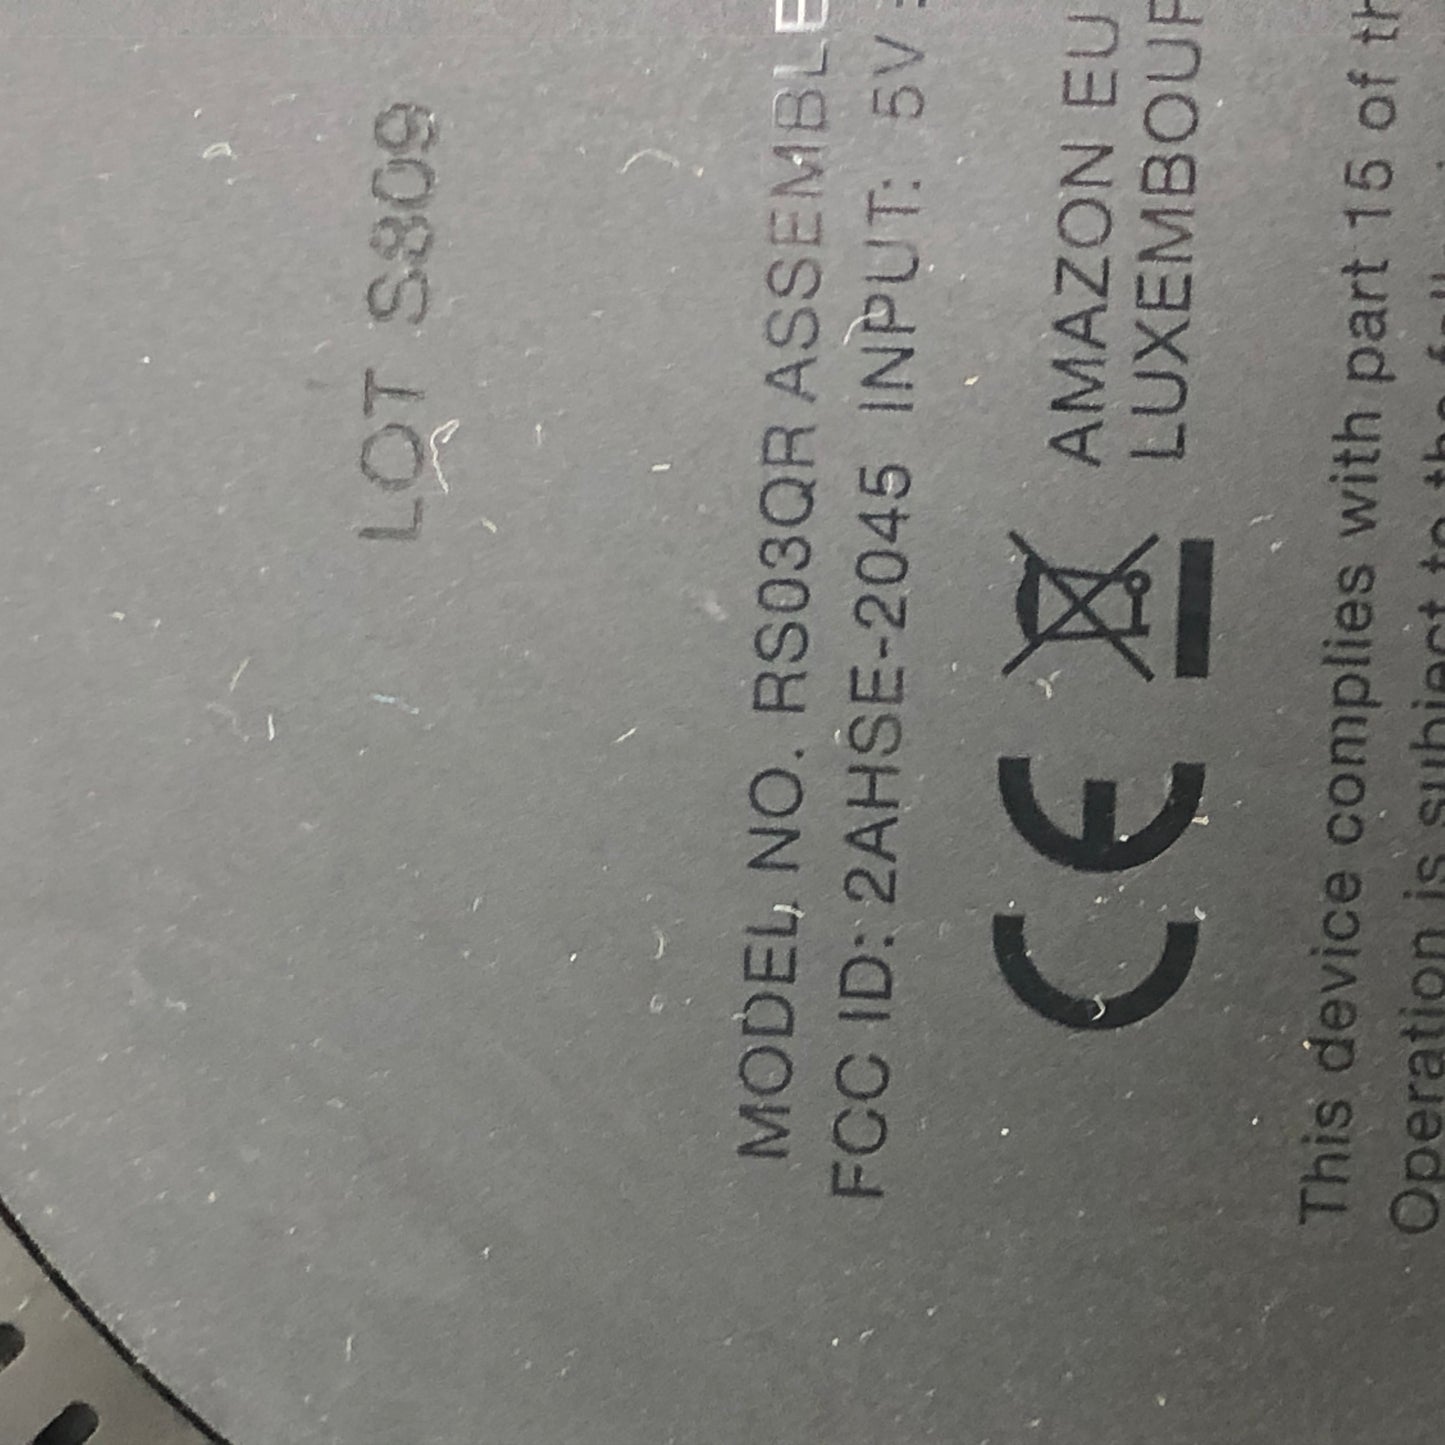 LOT S809
MODEL NO. RS03QR ASSEMBLE
FCC ID: 2AHSE-2045 INPUT: 5V
CE
AMAZON EU
LUXEMBOUR
This device complies with part 15 of th
Operation is subject to the